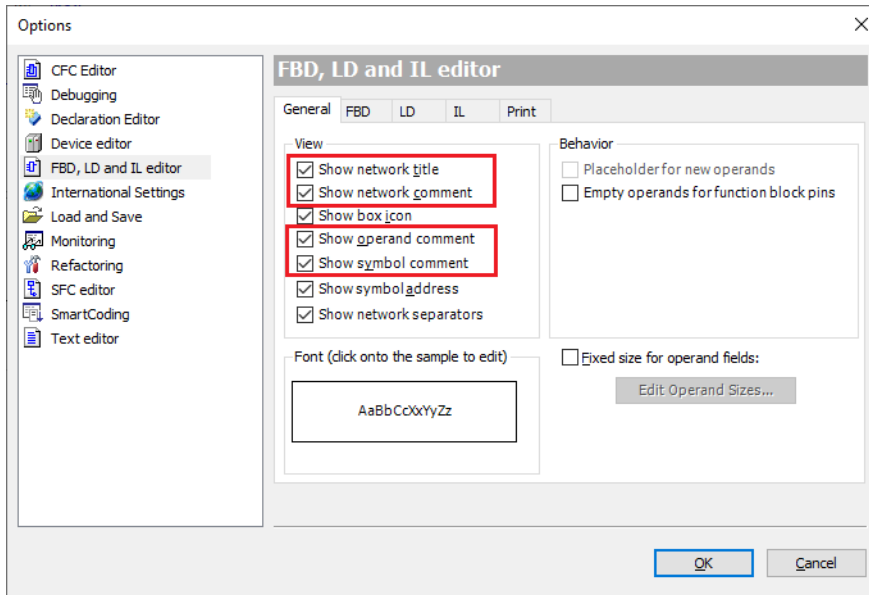 Options
CFC Editor
Debugging
Declaration Editor
Device editor
FBD, LD and IL editor
International Settings
Load and Save
Monitoring
Refactoring
SFC editor
SmartCoding
Text editor
FBD, LD and IL editor
General FBD LD IL Print
View
Show network title
Show network comment
Show box icon
Show operand comment
Show symbol comment
Show symbol address
Show network separators
Behavior
Placeholder for new operands
Empty operands for function block pins
Font (click onto the sample to edit)
AaBbCcXxYyZz
Fixed size for operand fields:
Edit Operand Sizes...
OK Cancel